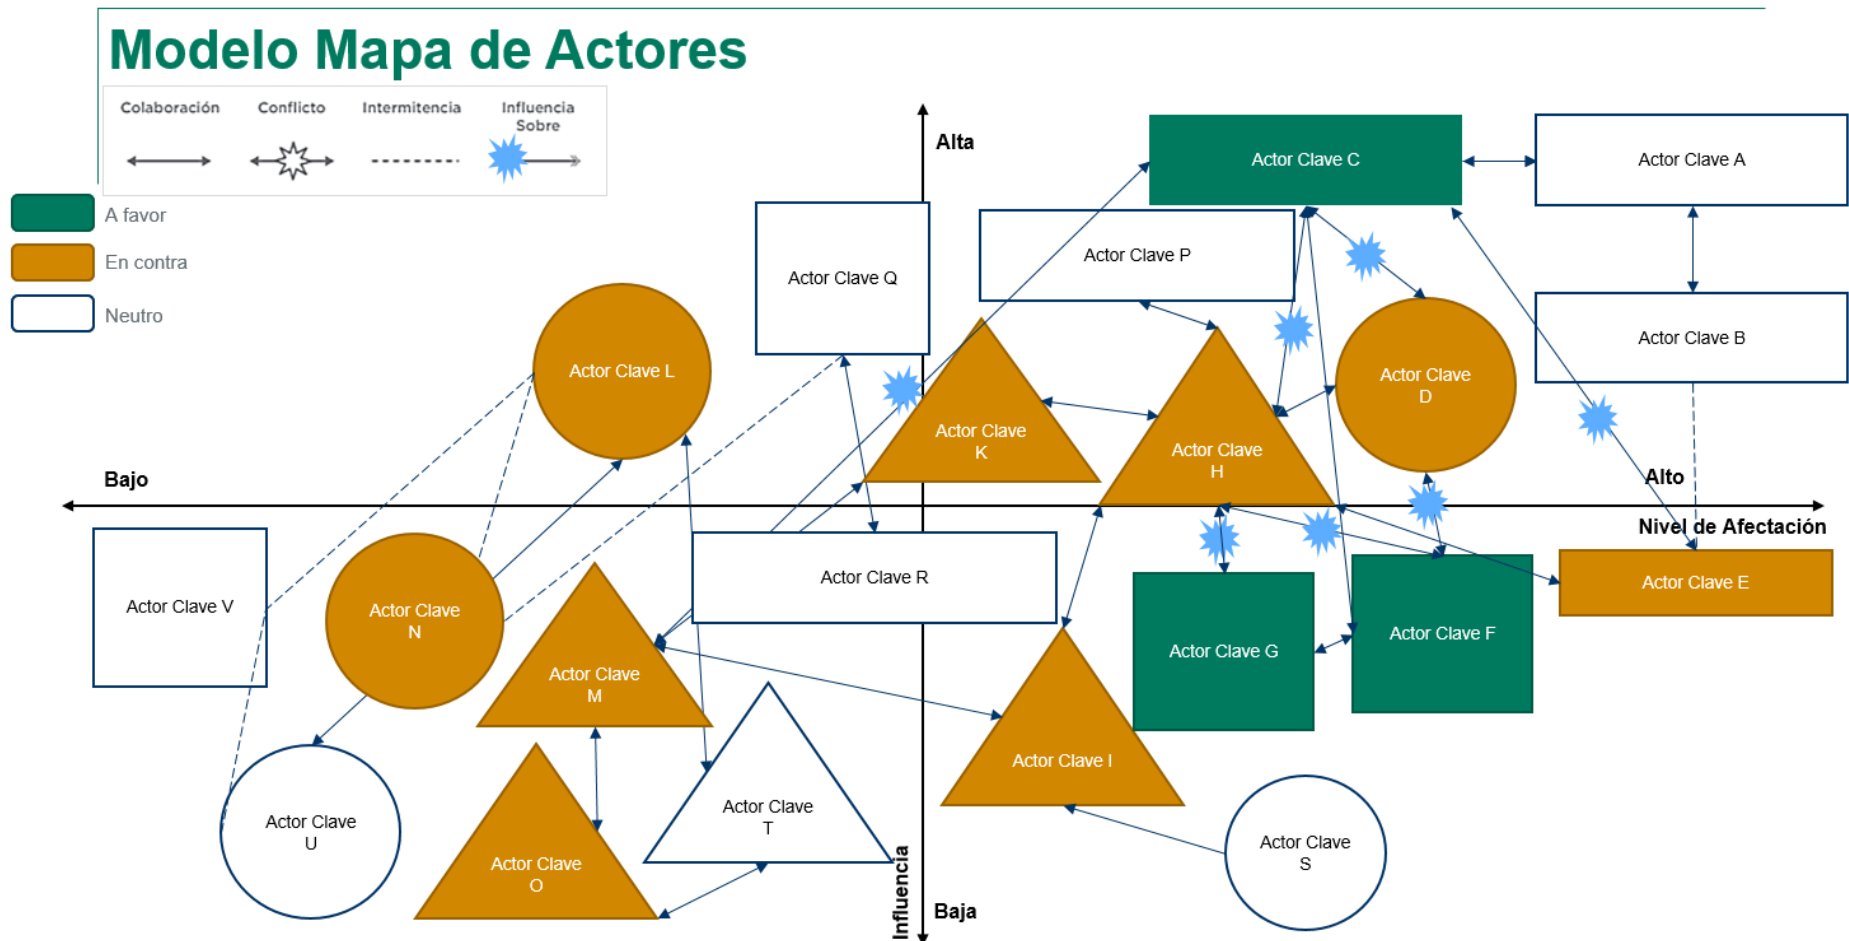 Modelo Mapa de Actores
Colaboración
Conflicto
Intermitencia
Influencia
Sobre
A favor
En contra
Neutro
Alta
Actor Clave C
Actor Clave A
Actor Clave P
Actor Clave Q
Actor Clave B
Actor Clave L
Actor Clave
D
Actor Clave
K
Actor Clave
H
Bajo
Alto
Nivel de Afectación
Actor Clave R
Actor Clave E
Actor Clave V
Actor Clave
N
Actor Clave F
Actor Clave G
Actor Clave
M
Actor Clave I
Actor Clave
T
Actor Clave
U
Actor Clave
S
Actor Clave
O
Influencia
Baja